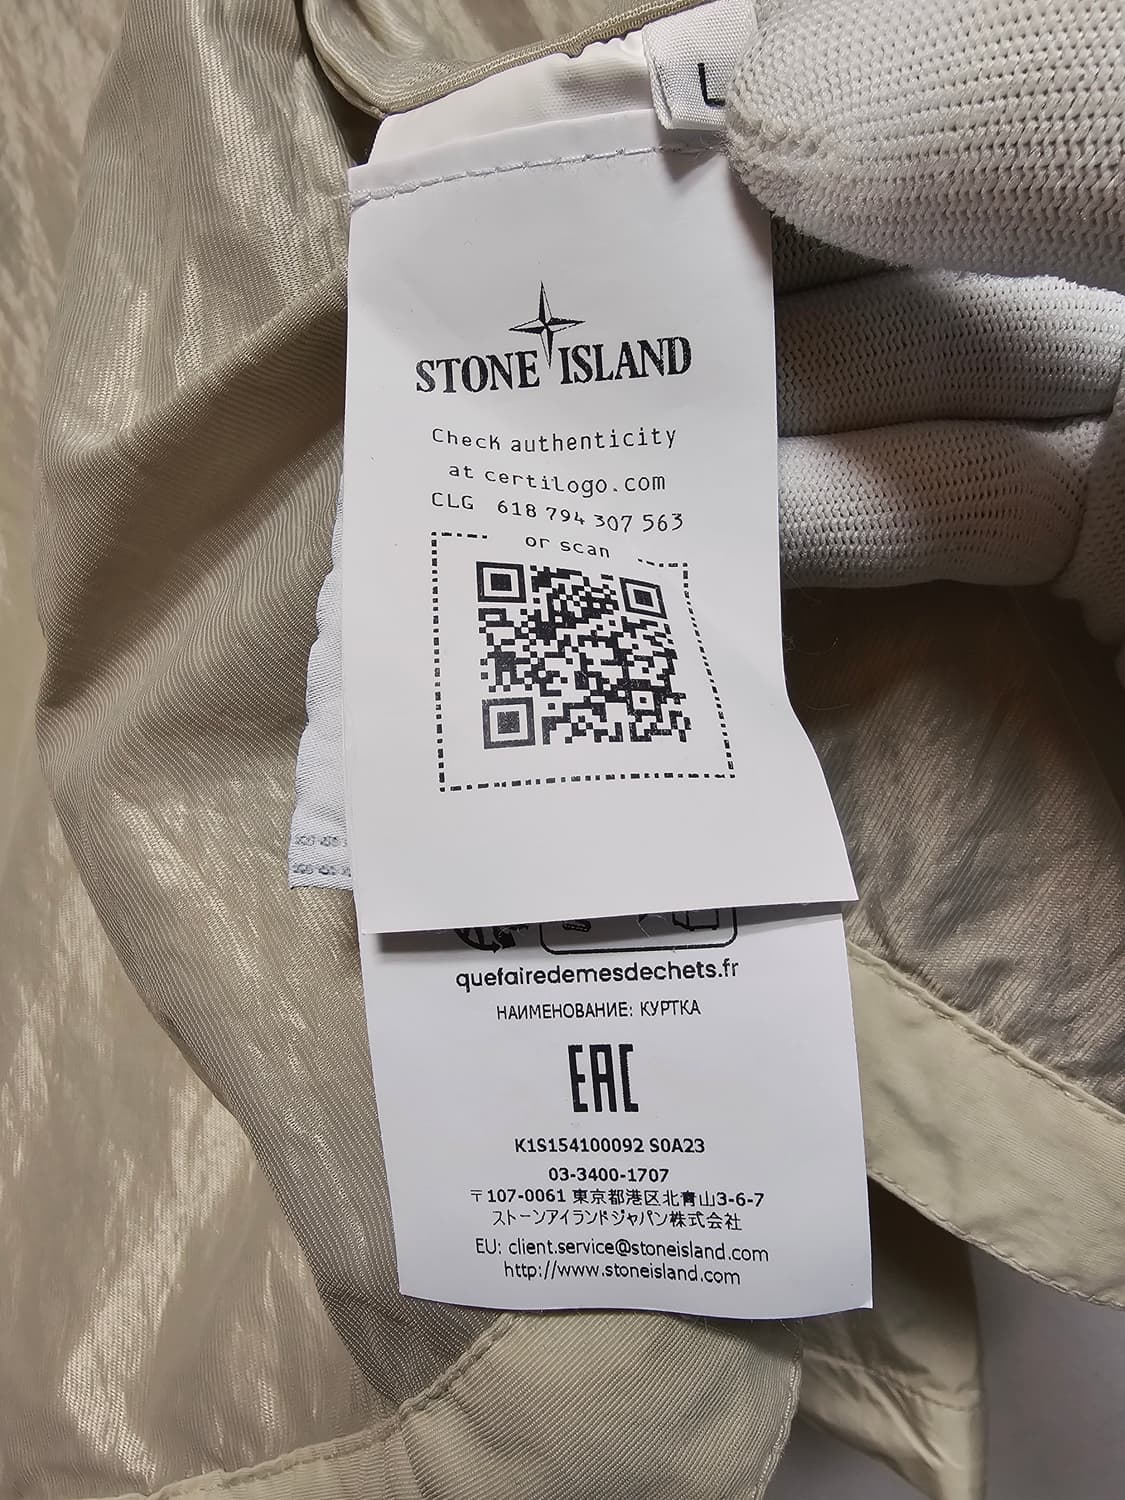 L
STONE ISLAND
Check authenticity
at certilogo.com
CLG 618 794 307 563
or scan
quefairedemesdechets.fr
НАИМЕНОВАНИЕ: КУРТКА
EAC
K1S154100092 S0A23
03-3400-1707
〒107-0061 東京都港区北青山3-6-7
ストーンアイランドジャパン株式会社
EU: client.service@stoneisland.com
http://www.stoneisland.com